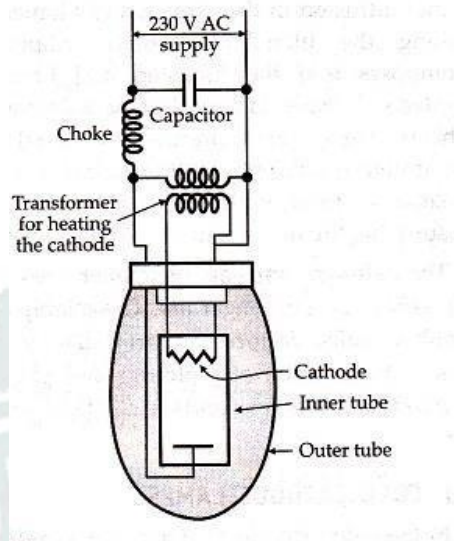 230 V AC
supply
Capacitor
Choke
Transformer
for heating
the cathode
Cathode
Inner tube
Outer tube